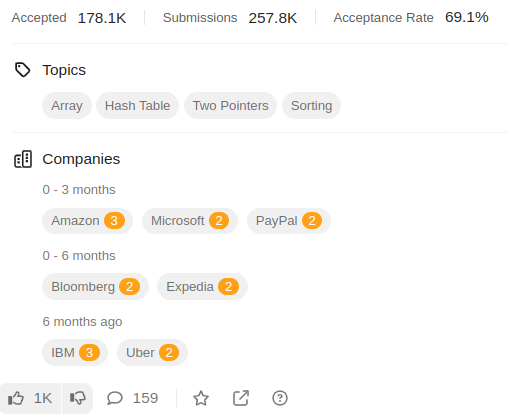 Accepted 178.1K Submissions 257.8K Acceptance Rate 69.1%
Topics
Array Hash Table Two Pointers Sorting
Companies
0 - 3 months
Amazon 3 Microsoft 2 PayPal 2
0 - 6 months
Bloomberg 2 Expedia 2
6 months ago
IBM 3 Uber 2
1K 159